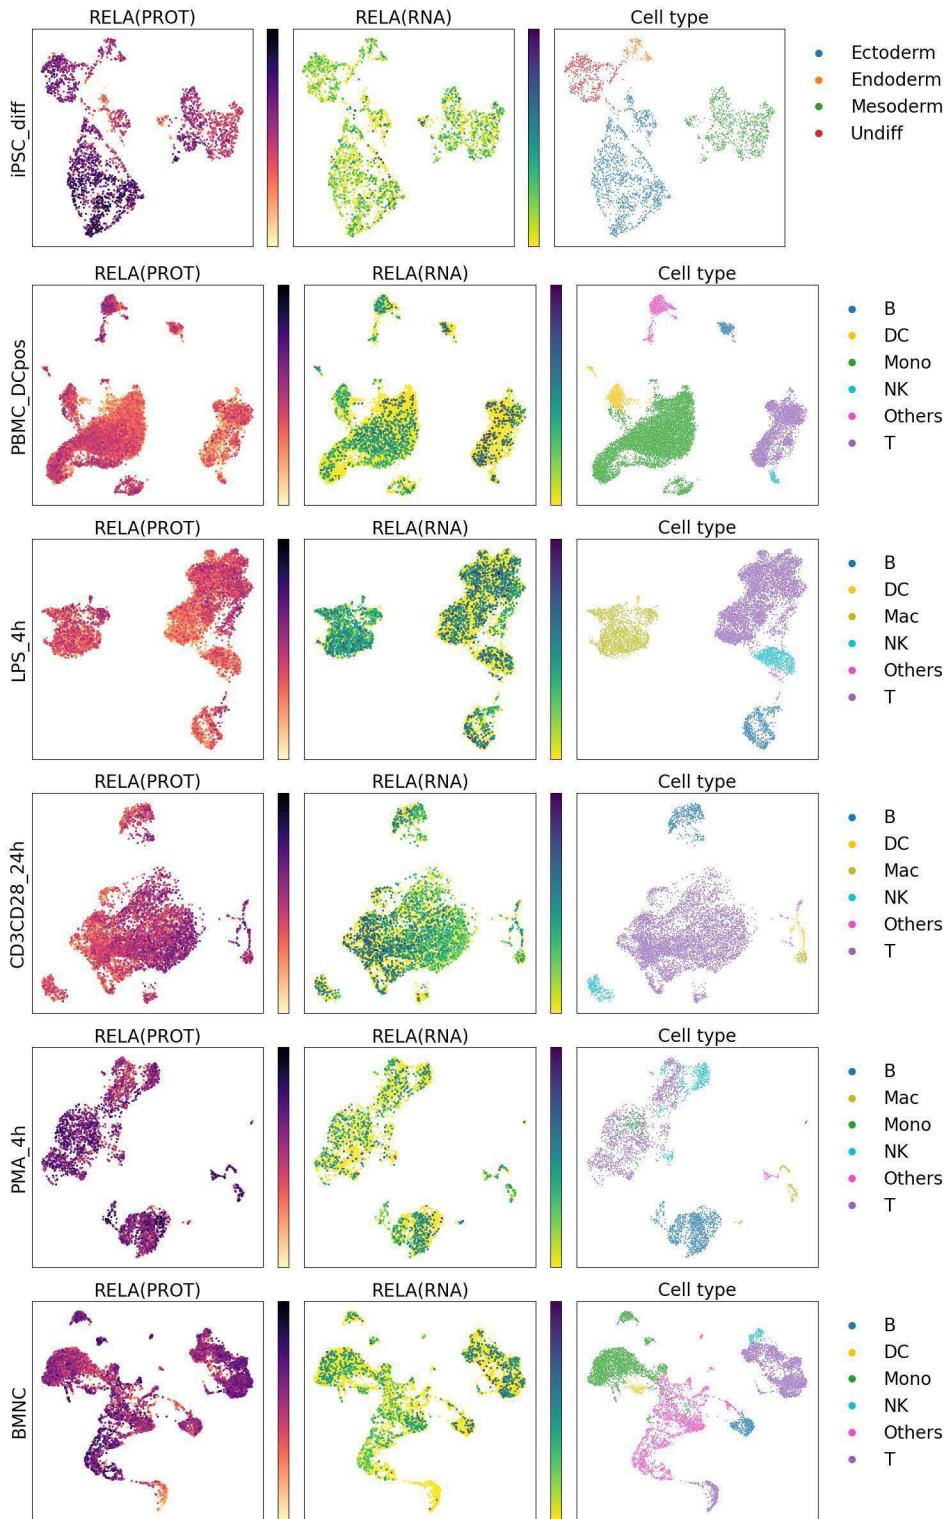 RELA(PROT) RELA(RNA) Cell type
iPSC_diff
Ectoderm
Endoderm
Mesoderm
Undiff
RELA(PROT) RELA(RNA) Cell type
PBMC_DCpos
B
DC
Mono
NK
Others
T
RELA(PROT) RELA(RNA) Cell type
LPS_4h
B
DC
Mac
NK
Others
T
RELA(PROT) RELA(RNA) Cell type
CD3CD28_24h
B
DC
Mac
NK
Others
T
RELA(PROT) RELA(RNA) Cell type
PMA_4h
B
Mac
Mono
NK
Others
T
RELA(PROT) RELA(RNA) Cell type
BMNC
B
DC
Mono
NK
Others
T